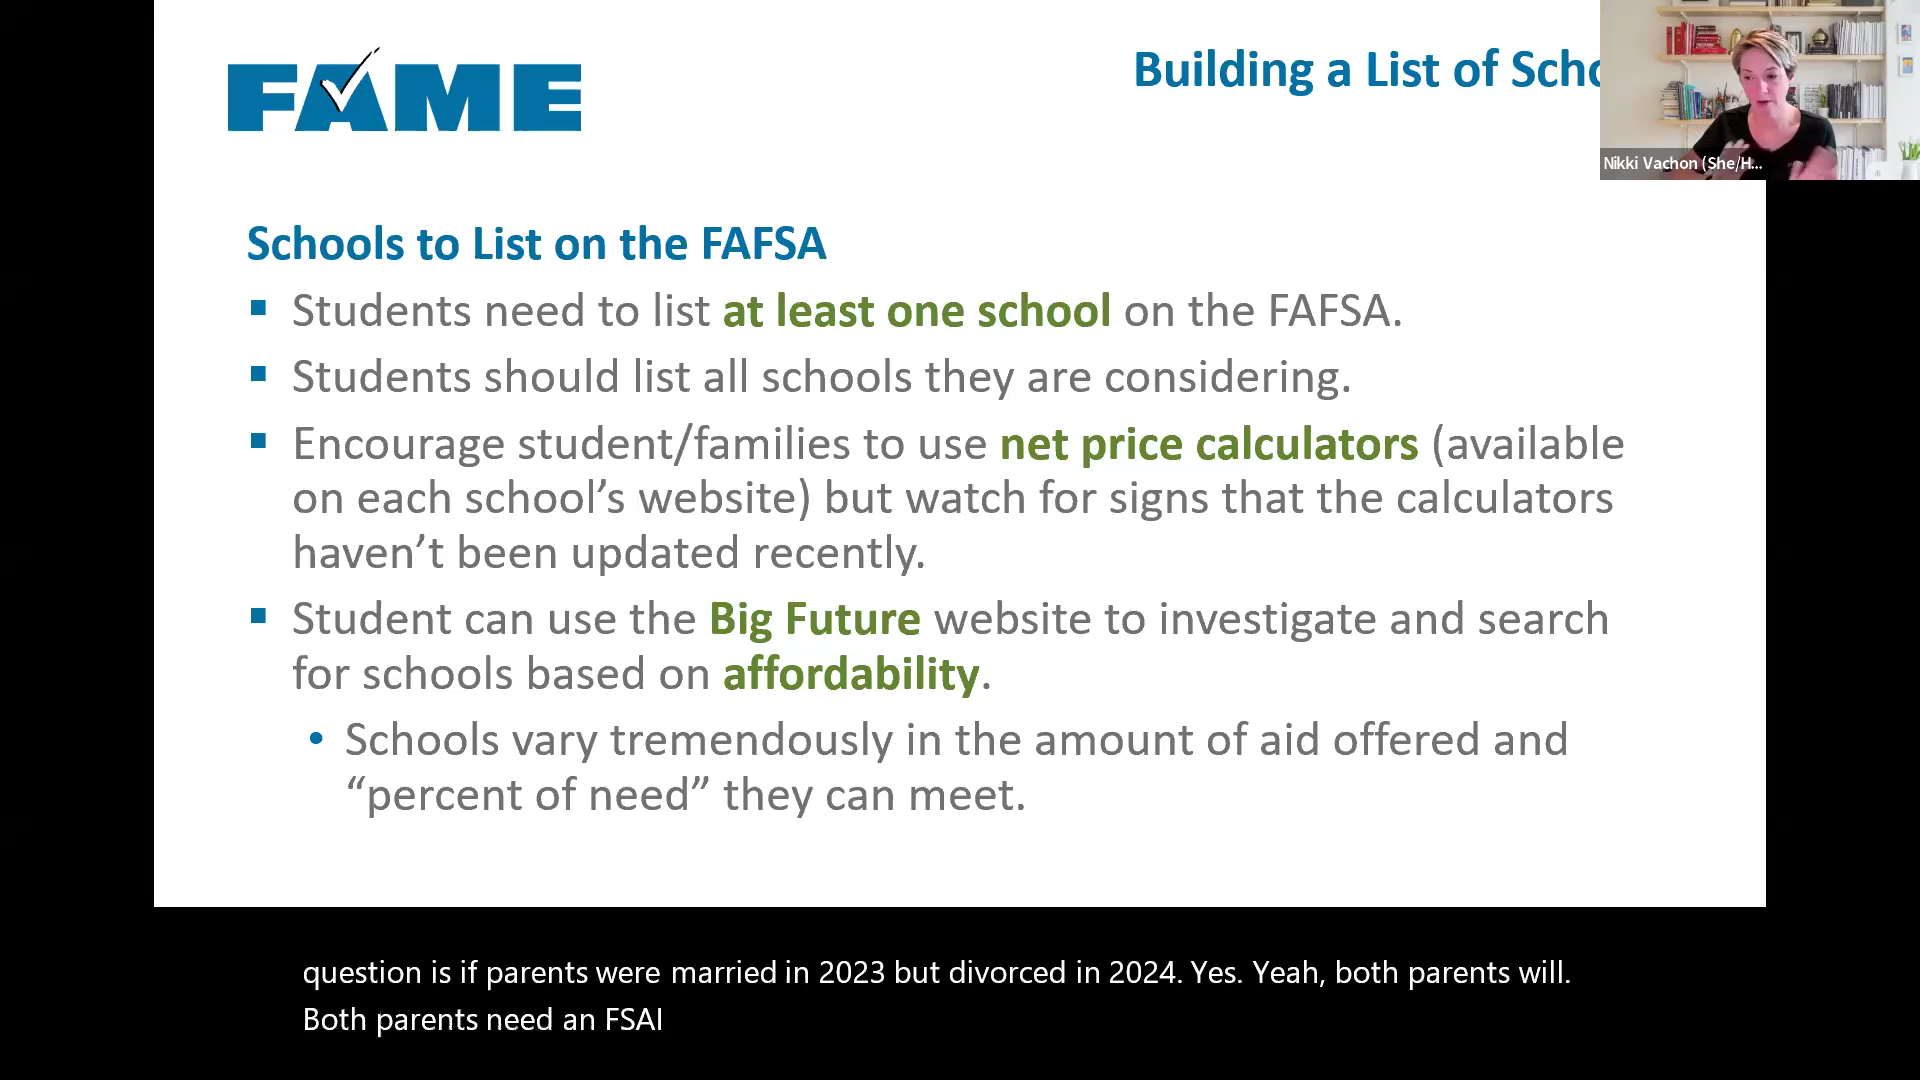 FAME
Building a List of Scho
Nikki Vachon (She/H...
Schools to List on the FAFSA
▪ Students need to list at least one school on the FAFSA.
▪ Students should list all schools they are considering.
▪ Encourage student/families to use net price calculators (available
on each school’s website) but watch for signs that the calculators
haven’t been updated recently.
▪ Student can use the Big Future website to investigate and search
for schools based on affordability.
• Schools vary tremendously in the amount of aid offered and
“percent of need” they can meet.
question is if parents were married in 2023 but divorced in 2024. Yes. Yeah, both parents will.
Both parents need an FSAI